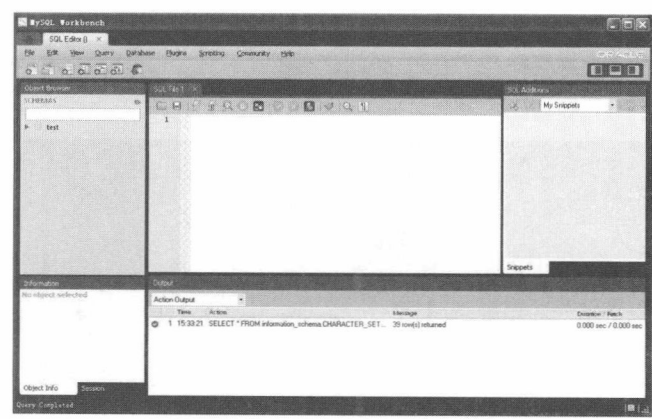 MySQL Workbench
SQL Editor () ×
File Edit View Query Database Plugins Scripting Community Help
ORACLE
Object Browser
SQL File 1 ×
SQL Additions
SCHEMAS
My Snippets
1
test
Snippets
Information
Output
No object selected
Action Output
Time Action Message Duration / Fetch
1 15:33:21 SELECT * FROM information_schema.CHARACTER_SET... 39 row(s) returned 0.000 sec / 0.000 sec
Object Info Session
Query Completed